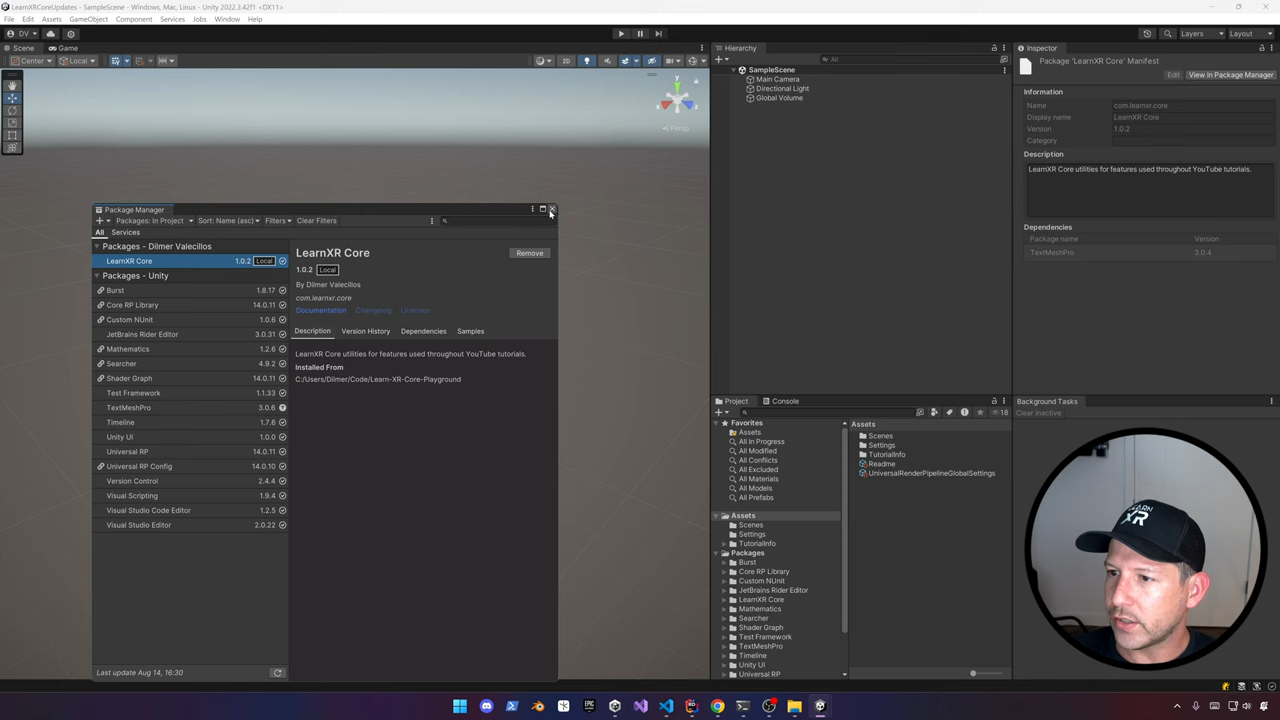 LearnXRCoreUpdates - SampleScene - Windows, Mac, Linux - Unity 2022.3.42f1 <DX11>
File Edit Assets GameObject Component Services Jobs Window Help
DV
Layers
Layout
Scene Game
Center Local
20
y
x
z
Persp
Hierarchy
All
SampleScene
Main Camera
Directional Light
Global Volume
Inspector
Package 'LearnXR Core' Manifest
Edit View in Package Manager
Information
Name com.learnxr.core
Display name LearnXR Core
Version 1.0.2
Category
Description
LearnXR Core utilities for features used throughout YouTube tutorials.
Dependencies
Package name Version
TextMeshPro 3.0.4
Package Manager
Packages: In Project Sort: Name (asc) Filters Clear Filters
All Services
Packages - Dilmer Valecillos
LearnXR Core 1.0.2 Local
Packages - Unity
Burst 1.8.17
Core RP Library 14.0.11
Custom NUnit 1.0.6
JetBrains Rider Editor 3.0.31
Mathematics 1.2.6
Searcher 4.9.2
Shader Graph 14.0.11
Test Framework 1.1.33
TextMeshPro 3.0.6
Timeline 1.7.6
Unity UI 1.0.0
Universal RP 14.0.11
Universal RP Config 14.0.10
Version Control 2.4.4
Visual Scripting 1.9.4
Visual Studio Code Editor 1.2.5
Visual Studio Editor 2.0.22
Last update Aug 14, 16:30
LearnXR Core
Remove
1.0.2 Local
By Dilmer Valecillos
com.learnxr.core
Documentation Changelog Licenses
Description Version History Dependencies Samples
LearnXR Core utilities for features used throughout YouTube tutorials.
Installed From
C:/Users/Dilmer/Code/Learn-XR-Core-Playground
Project Console
18
Favorites
Assets
All In Progress
All Modified
All Conflicts
All Excluded
All Materials
All Models
All Prefabs
Assets
Scenes
Settings
TutorialInfo
Packages
Burst
Core RP Library
Custom NUnit
JetBrains Rider Editor
LearnXR Core
Mathematics
Searcher
Shader Graph
Test Framework
TextMeshPro
Timeline
Unity UI
Universal RP
Assets
Scenes
Settings
TutorialInfo
Readme
UniversalRenderPipelineGlobalSettings
Background Tasks
Clear Inactive
LEARN
XR